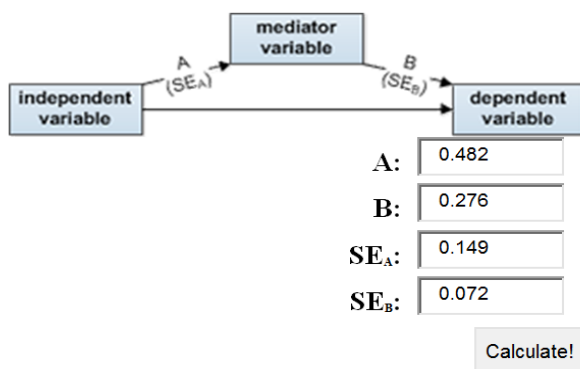 mediator
variable
A
(SEA)
B
(SEB)
independent
variable
dependent
variable
A: 0.482
B: 0.276
SEA: 0.149
SEB: 0.072
Calculate!